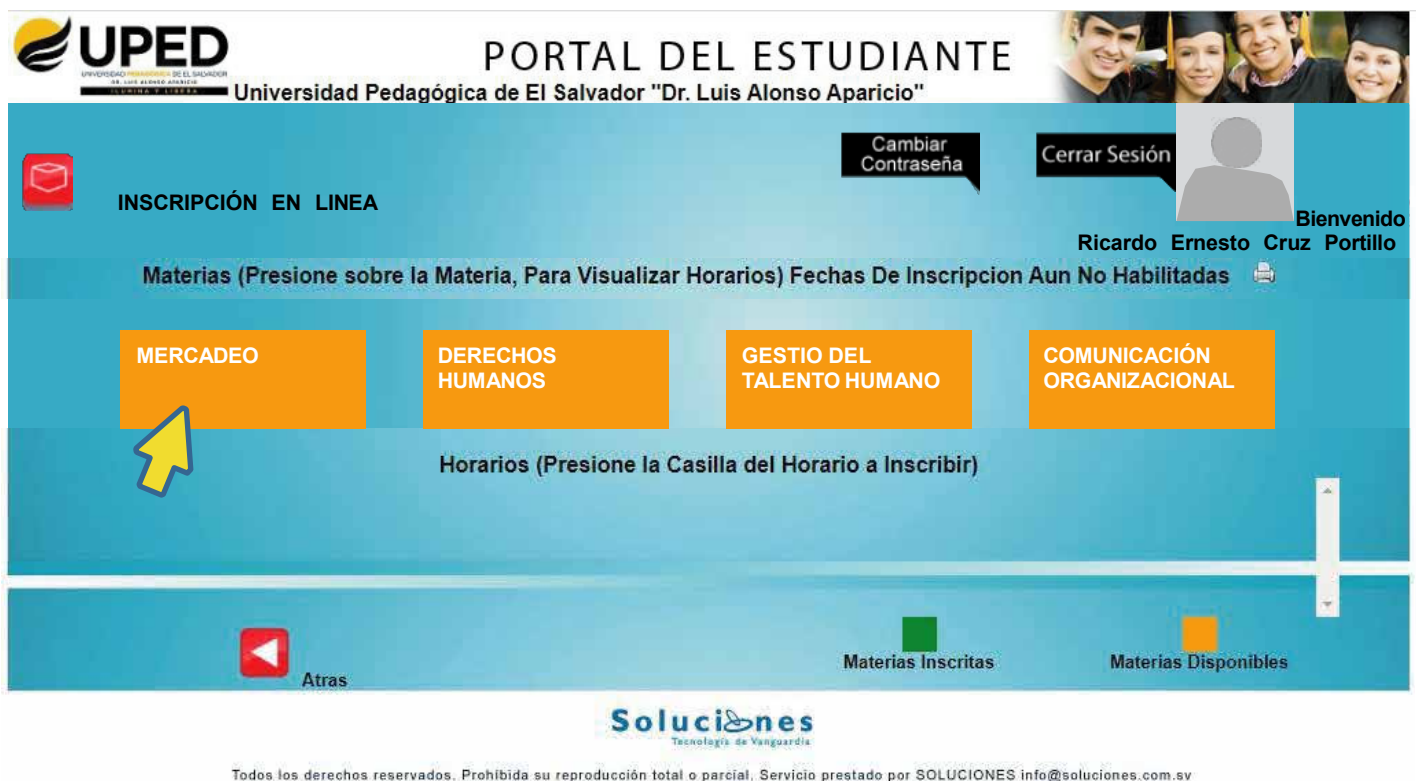 UPED
UNIVERSIDAD PEDAGÓGICA DE EL SALVADOR
DR. LUIS ALONSO APARICIO
ILUMINA Y LIBERA
PORTAL DEL ESTUDIANTE
Universidad Pedagógica de El Salvador "Dr. Luis Alonso Aparicio"
Cambiar
Contraseña
Cerrar Sesión
INSCRIPCIÓN EN LINEA
Bienvenido
Ricardo Ernesto Cruz Portillo
Materias (Presione sobre la Materia, Para Visualizar Horarios) Fechas De Inscripcion Aun No Habilitadas
MERCADEO
DERECHOS
HUMANOS
GESTIO DEL
TALENTO HUMANO
COMUNICACIÓN
ORGANIZACIONAL
Horarios (Presione la Casilla del Horario a Inscribir)
Atras
Materias Inscritas
Materias Disponibles
Soluciones
Tecnología de Vanguardia
Todos los derechos reservados. Prohibida su reproducción total o parcial. Servicio prestado por SOLUCIONES info@soluciones.com.sv